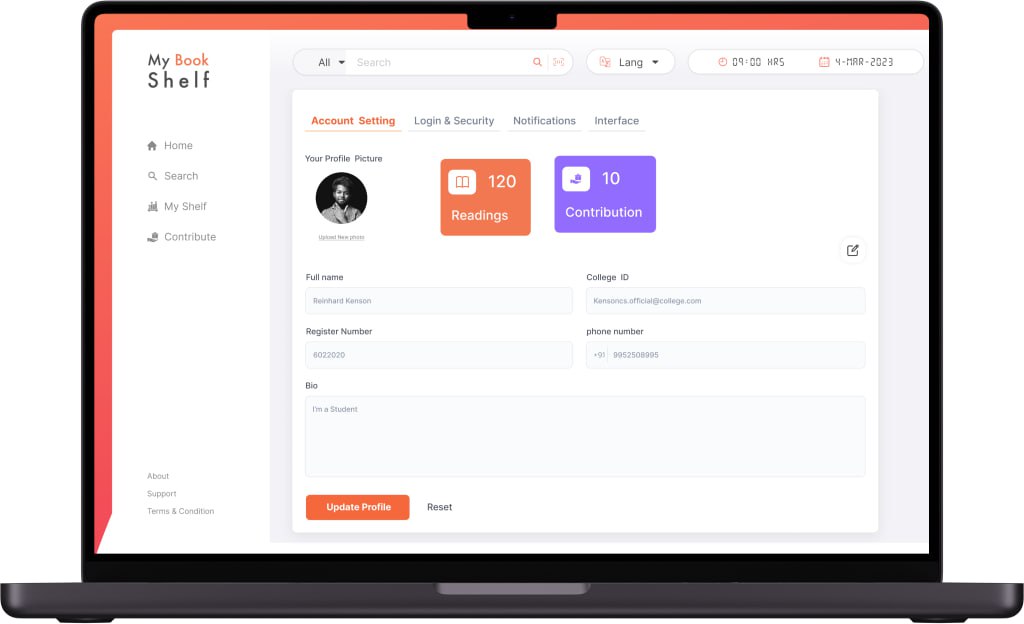 My Book
Shelf
All
Search
Lang
09:00 HRS
4-MAR-2023
Home
Search
My Shelf
Contribute
About
Support
Terms & Condition
Account Setting
Login & Security
Notifications
Interface
Your Profile Picture
Upload New photo
120
Readings
10
Contribution
Full name
Reinhard Kenson
College ID
Kensoncs.official@college.com
Register Number
6022020
phone number
+91 9952508995
Bio
I'm a Student
Update Profile
Reset